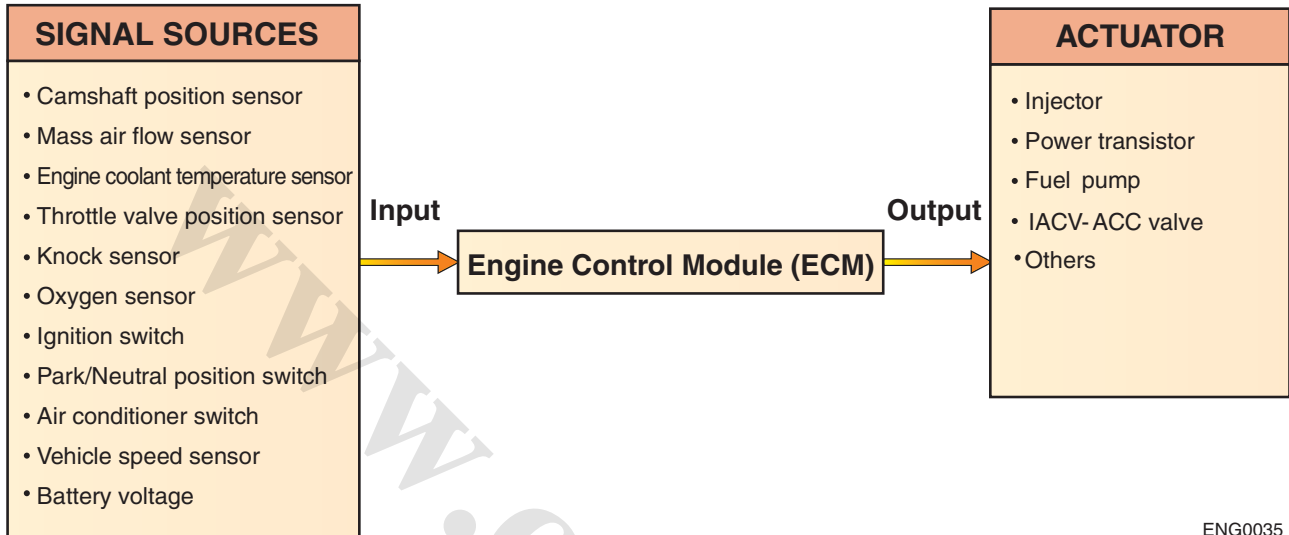 SIGNAL SOURCES
• Camshaft position sensor
• Mass air flow sensor
• Engine coolant temperature sensor
• Throttle valve position sensor
• Knock sensor
• Oxygen sensor
• Ignition switch
• Park/Neutral position switch
• Air conditioner switch
• Vehicle speed sensor
• Battery voltage
Input
Engine Control Module (ECM)
Output
ACTUATOR
• Injector
• Power transistor
• Fuel pump
• IACV- ACC valve
• Others
ENG0035
www.